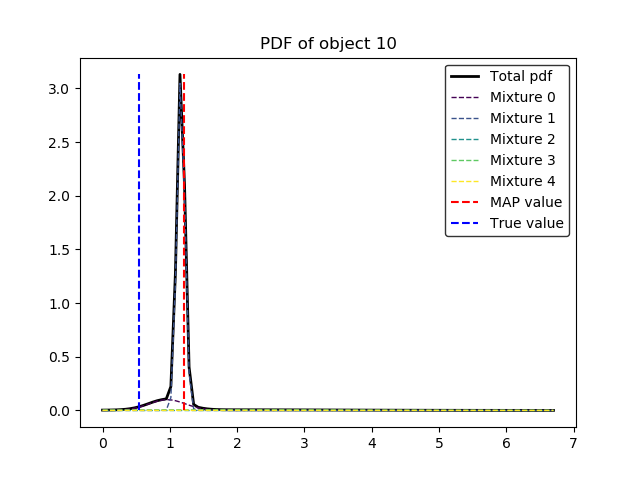 PDF of object 10
3.0
2.5
2.0
1.5
1.0
0.5
0.0
0 1 2 3 4 5 6 7
Total pdf
Mixture 0
Mixture 1
Mixture 2
Mixture 3
Mixture 4
MAP value
True value